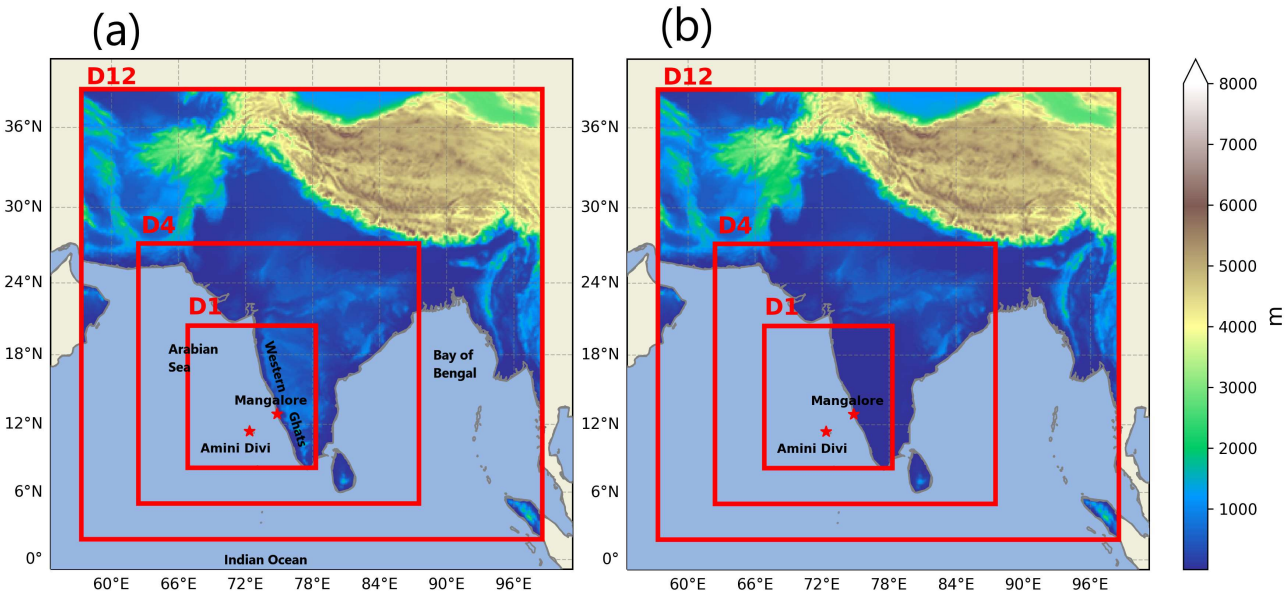 (a)
(b)
D12
D4
D1
Arabian
Sea
Western
Ghats
Mangalore
Amini Divi
Bay of
Bengal
Indian Ocean
36°N
30°N
24°N
18°N
12°N
6°N
0°
60°E 66°E 72°E 78°E 84°E 90°E 96°E
D12
D4
D1
Mangalore
Amini Divi
36°N
30°N
24°N
18°N
12°N
6°N
0°
60°E 66°E 72°E 78°E 84°E 90°E 96°E
8000
7000
6000
5000
4000
3000
2000
1000
m